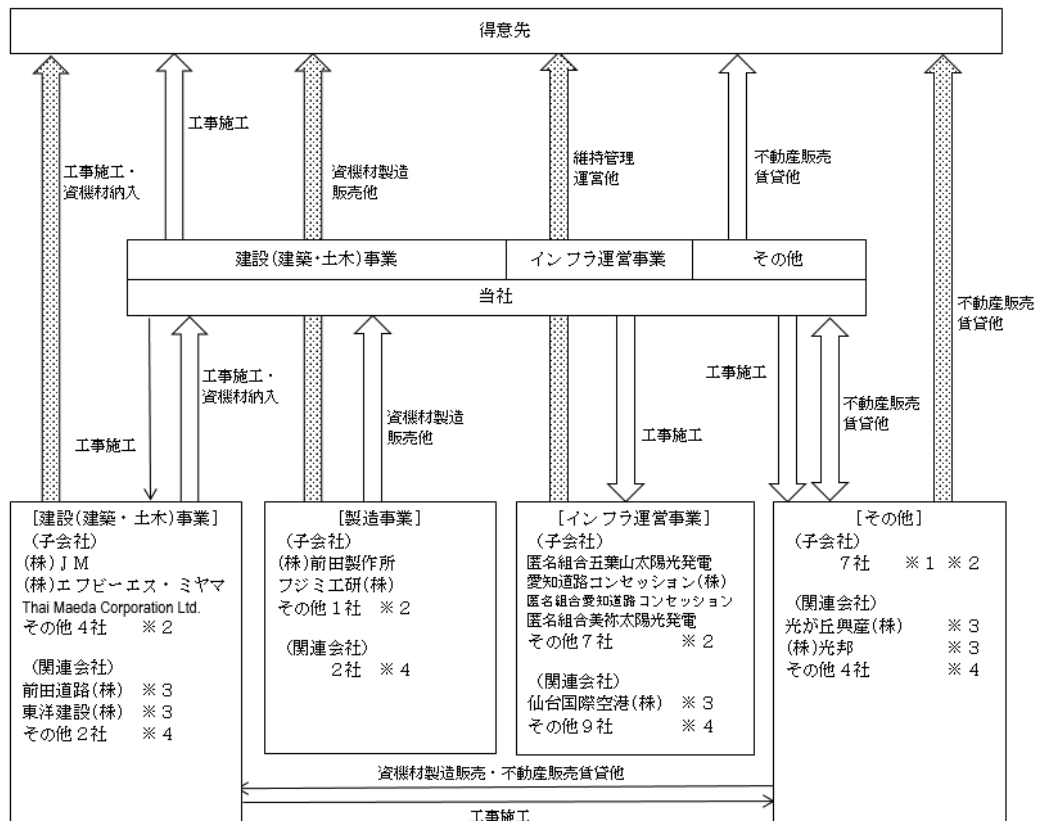 得意先
工事施工
工事施工・
資機材納入
資機材製造
販売他
維持管理
運営他
不動産販売
賃貸他
建設(建築・土木)事業
インフラ運営事業
その他
当社
不動産販売
賃貸他
工事施工・
資機材納入
工事施工
資機材製造
販売他
工事施工
工事施工
不動産販売
賃貸他
[建設(建築・土木)事業]
(子会社)
(株)JM
(株)エフビーエス・ミヤマ
Thai Maeda Corporation Ltd.
その他4社 ※2
(関連会社)
前田道路(株) ※3
東洋建設(株) ※3
その他2社 ※4
[製造事業]
(子会社)
(株)前田製作所
フジミ工研(株)
その他1社 ※2
(関連会社)
2社 ※4
[インフラ運営事業]
(子会社)
匿名組合五葉山太陽光発電
愛知道路コンセッション(株)
匿名組合愛知道路コンセッション
匿名組合美祢太陽光発電
その他7社 ※2
(関連会社)
仙台国際空港(株) ※3
その他9社 ※4
[その他]
(子会社)
7社 ※1 ※2
(関連会社)
光が丘興産(株) ※3
(株)光邦 ※3
その他4社 ※4
資機材製造販売・不動産販売賃貸他
工事施工